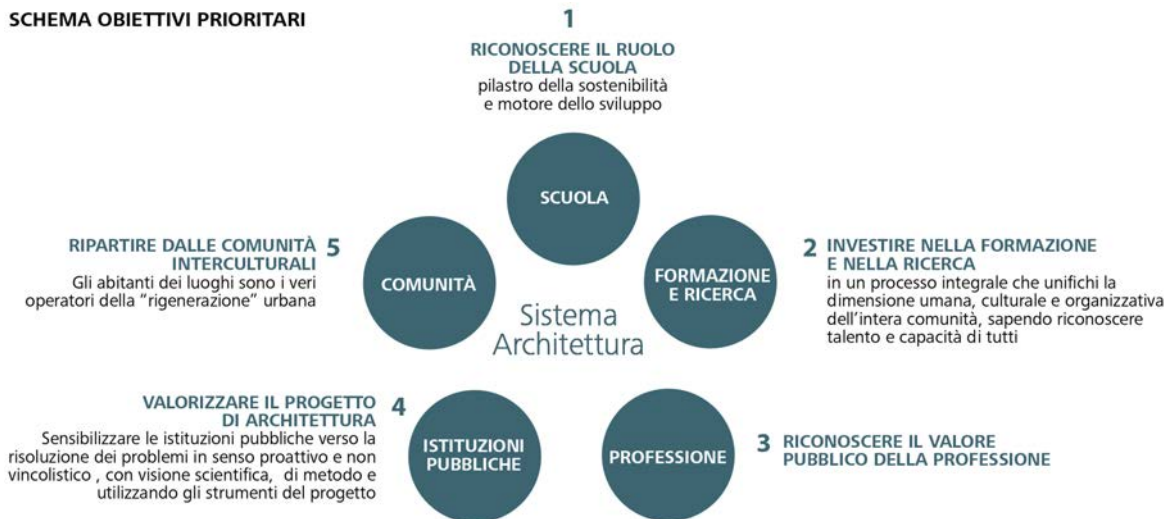 SCHEMA OBIETTIVI PRIORITARI
1
RICONOSCERE IL RUOLO
DELLA SCUOLA
pilastro della sostenibilità
e motore dello sviluppo
SCUOLA
RIPARTIRE DALLE COMUNITÀ
INTERCULTURALI
5
Gli abitanti dei luoghi sono i veri
operatori della “rigenerazione” urbana
COMUNITÀ
FORMAZIONE
E RICERCA
2
INVESTIRE NELLA FORMAZIONE
E NELLA RICERCA
in un processo integrale che unifichi la
dimensione umana, culturale e organizzativa
dell’intera comunità, sapendo riconoscere
talento e capacità di tutti
Sistema
Architettura
VALORIZZARE IL PROGETTO
DI ARCHITETTURA
4
Sensibilizzare le istituzioni pubbliche verso la
risoluzione dei problemi in senso proattivo e non
vincolistico , con visione scientifica, di metodo e
utilizzando gli strumenti del progetto
ISTITUZIONI
PUBBLICHE
PROFESSIONE
3
RICONOSCERE IL VALORE
PUBBLICO DELLA PROFESSIONE